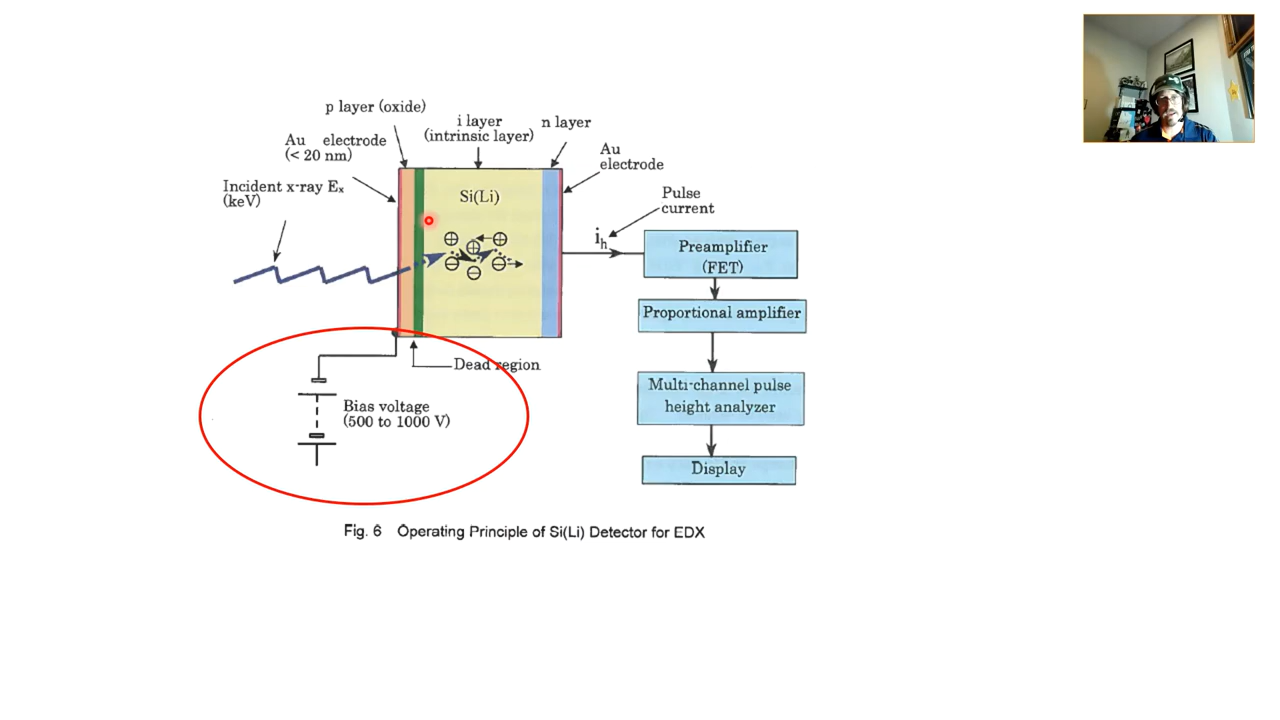 p layer (oxide)
i layer
(intrinsic layer)
n layer
Au electrode
(< 20 nm)
Au
electrode
Incident x-ray Ex
(keV)
Pulse
current
Si(Li)
ih
Preamplifier
(FET)
Proportional amplifier
Dead region
Multi-channel pulse
height analyzer
Bias voltage
(500 to 1000 V)
Display
Fig. 6 Operating Principle of Si(Li) Detector for EDX